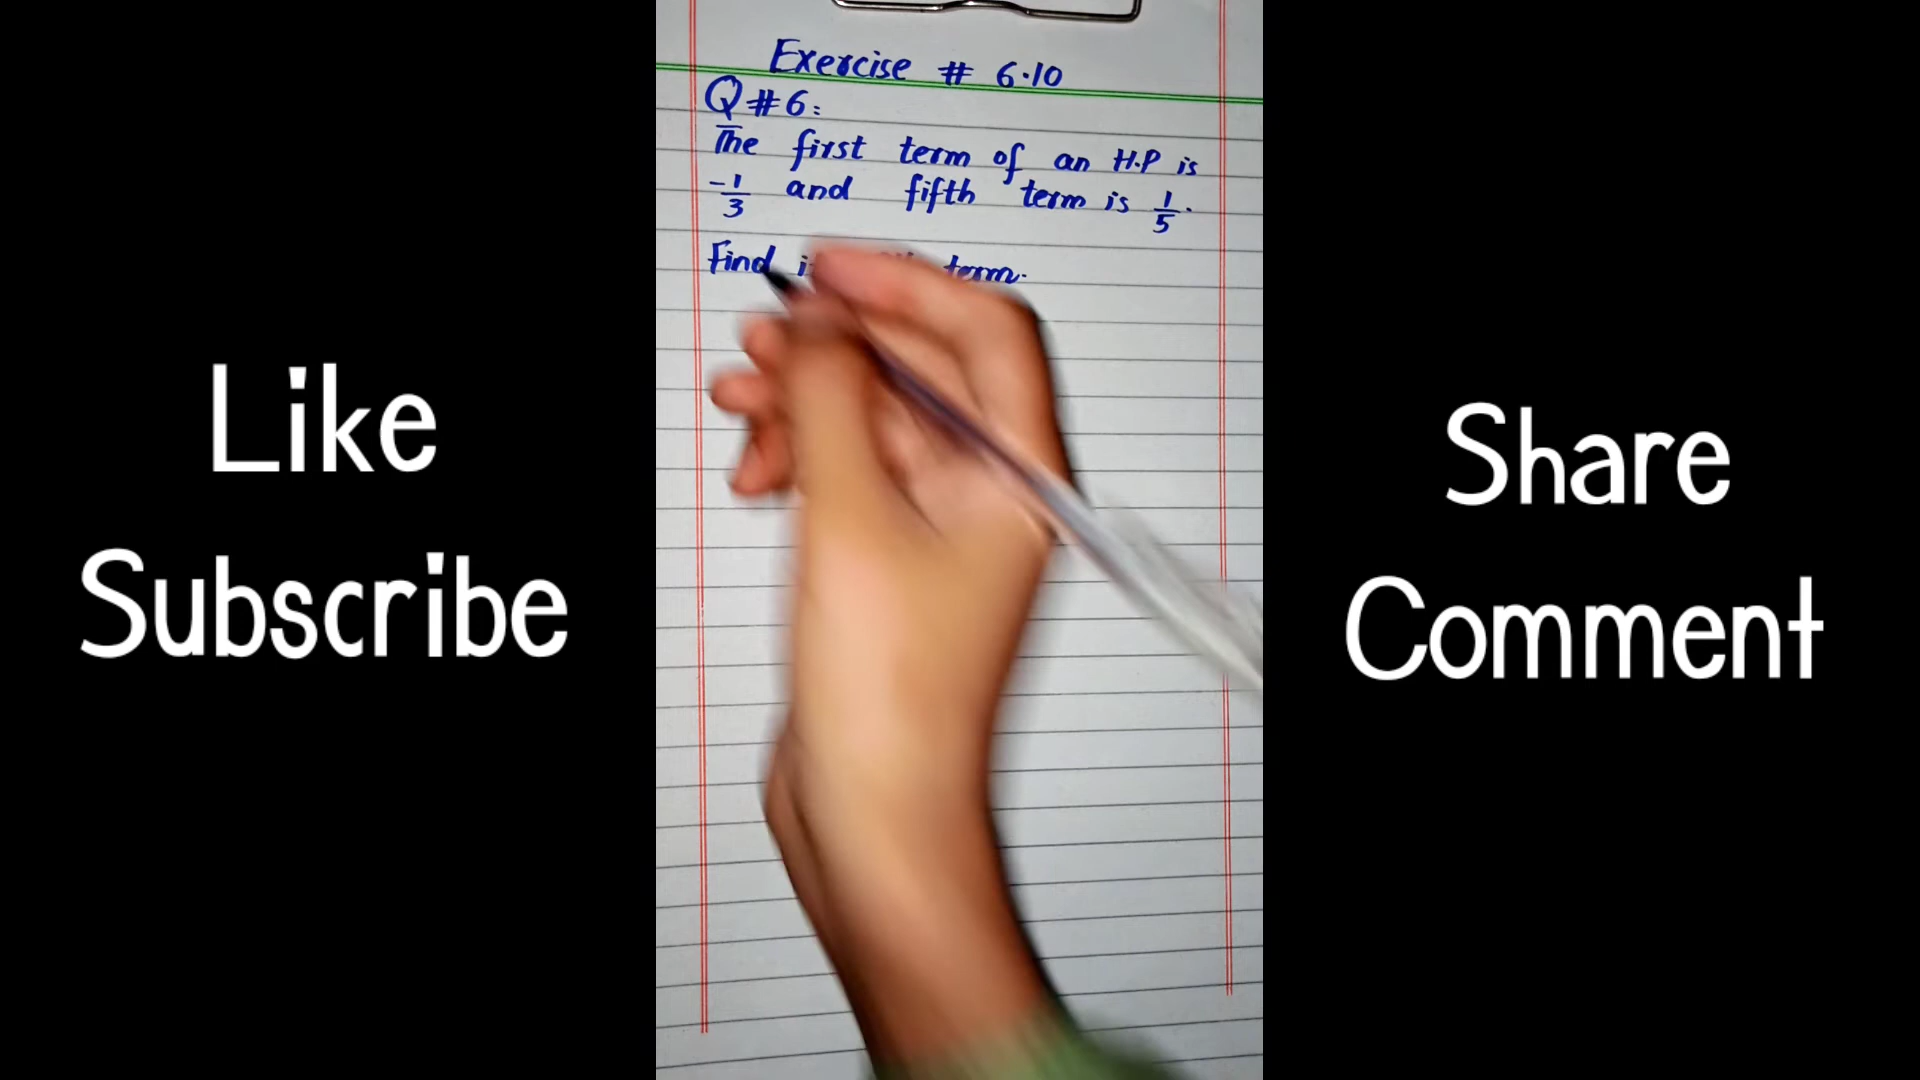 Like
Subscribe
Exercise # 6.10
Q #6:
The first term of an H.P is
-1/3 and fifth term is 1/5.
Find term.
Share
Comment